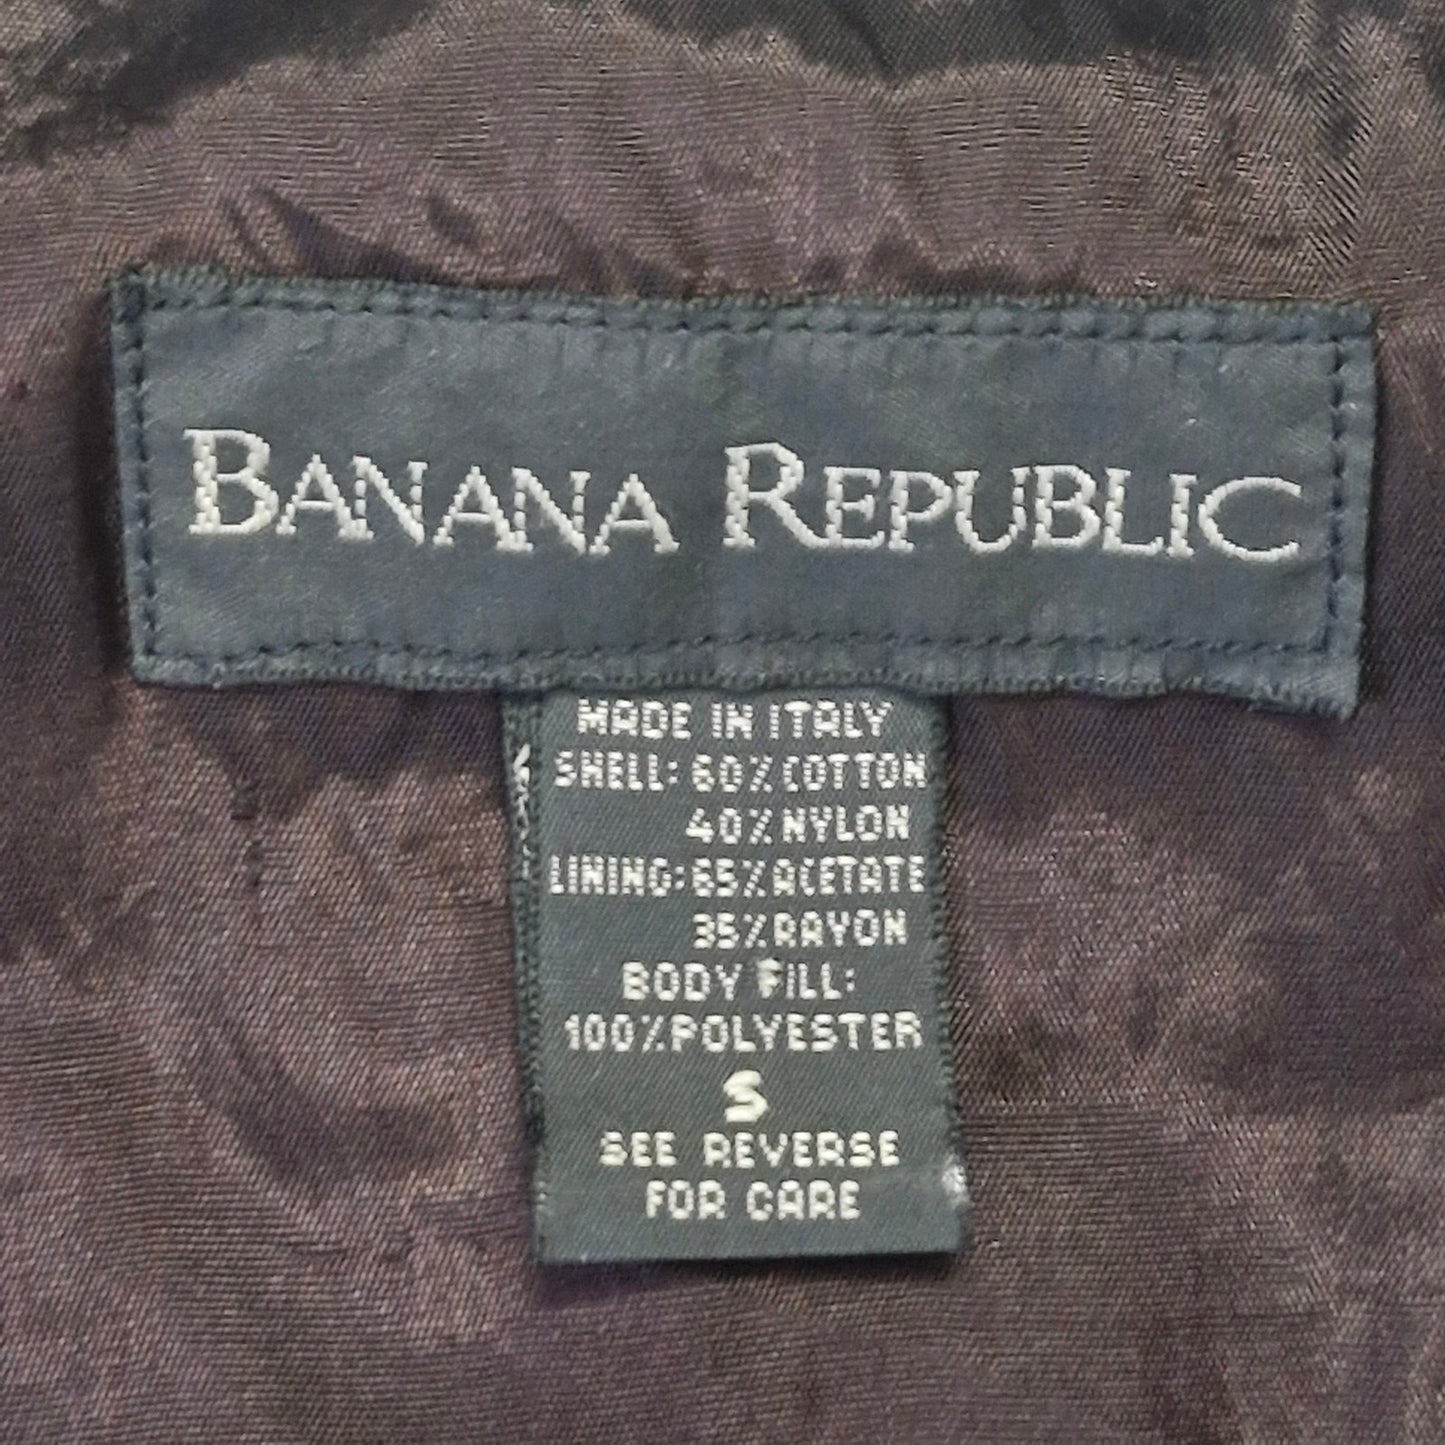 BANANA REPUBLIC
MADE IN ITALY
SHELL: 60% COTTON
40% NYLON
LINING: 65% ACETATE
35% RAYON
BODY FILL:
100% POLYESTER
S
SEE REVERSE
FOR CARE